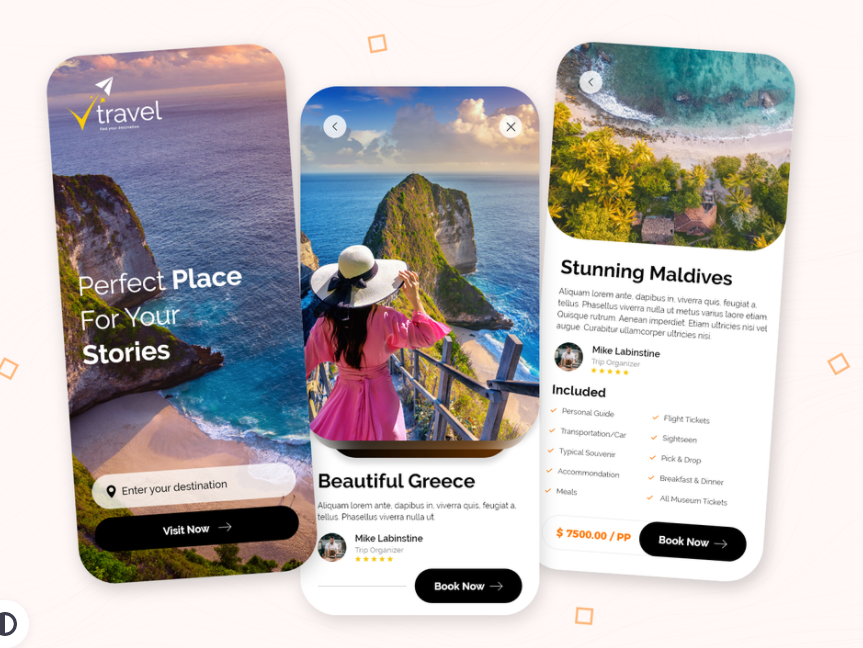 travel
find your destination
Perfect Place
For Your
Stories
Enter your destination
Visit Now
Beautiful Greece
Aliquam lorem ante, dapibus in, viverra quis, feugiat a,
tellus. Phasellus viverra nulla ut
Mike Labinstine
Trip Organizer
Book Now
Stunning Maldives
Aliquam lorem ante, dapibus in, viverra quis, feugiat a,
tellus. Phasellus viverra nulla ut metus varius laore etiam.
Quisque rutrum. Aenean imperdiet. Etiam ultricies nisi vel
augue. Curabitur ullamcorper ultricies nisi
Mike Labinstine
Trip Organizer
Included
Personal Guide
Transportation/Car
Typical Souvenir
Accommondation
Meals
Flight Tickets
Sightseen
Pick & Drop
Breakfast & Dinner
All Museum Tickets
$ 7500.00 / PP
Book Now